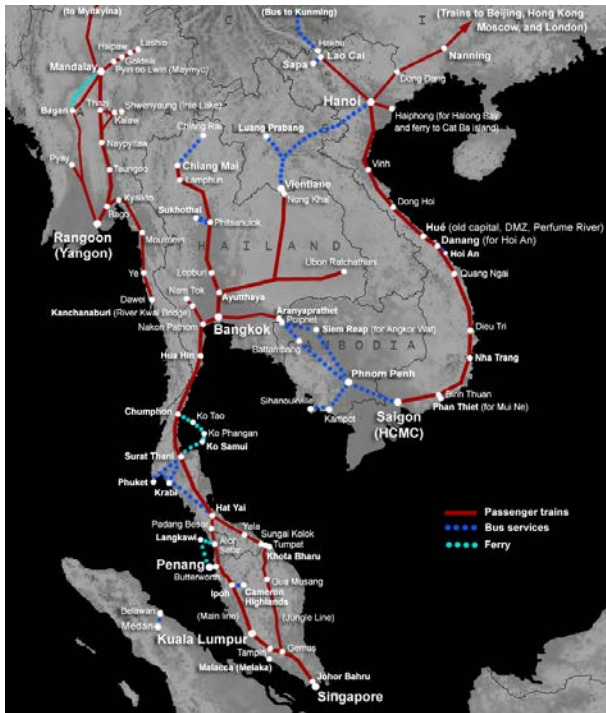 (to Myitkyina)
(Bus to Kunming)
C
I
(Trains to Beijing, Hong Kong
Moscow, and London)
Lashio
Hsipaw
Gokteik
Mandalay
Pyin oo Lwin (Maymyo)
Hekou
Lao Cai
Sapa
Nanning
Dong Dang
Hanoi
Bagan
Thazi
Shwenyaung (Inle Lake)
Kalaw
Haiphong (for Halong Bay
and ferry to Cat Ba island)
Chiang Rai
Luang Prabang
Naypyitaw
Pyay
Taungoo
Chiang Mai
Lamphun
Vinh
Vientiane
Nong Khai
Kyaikto
Bago
Sukhothai
Phitsanulok
Dong Hoi
Rangoon
(Yangon)
Moulmein
Hué (old capital, DMZ, Perfume River)
Danang (for Hoi An)
Hoi An
HAILAND
Ubon Ratchathani
Ye
Lopburi
Quang Ngai
Nam Tok
Ayutthaya
Dawei
Kanchanaburi (River Kwai Bridge)
Aranyaprathet
Poiphet
Nakon Pathom
Bangkok
Siem Reap (for Angkor Wat)
Dieu Tri
CAMBODIA
Battambang
Hua Hin
Nha Trang
Phnom Penh
Sihanoukville
Kampot
Binh Thuan
Saigon
(HCMC)
Phan Thiet (for Mui Ne)
Chumphon
Ko Tao
Ko Phangan
Ko Samui
Surat Thani
Phuket
Krabi
Hat Yai
Passenger trains
Bus services
Ferry
Padang Besar
Yala
Sungai Kolok
Langkawi
Alor
Setar
Tumpat
Khota Bharu
Penang
Butterworth
Gua Musang
Ipoh
Cameron
Highlands
Belawan
Medan
(Main line)
(Jungle Line)
Kuala Lumpur
Tampin
Gemas
Malacca (Melaka)
Johor Bahru
Singapore